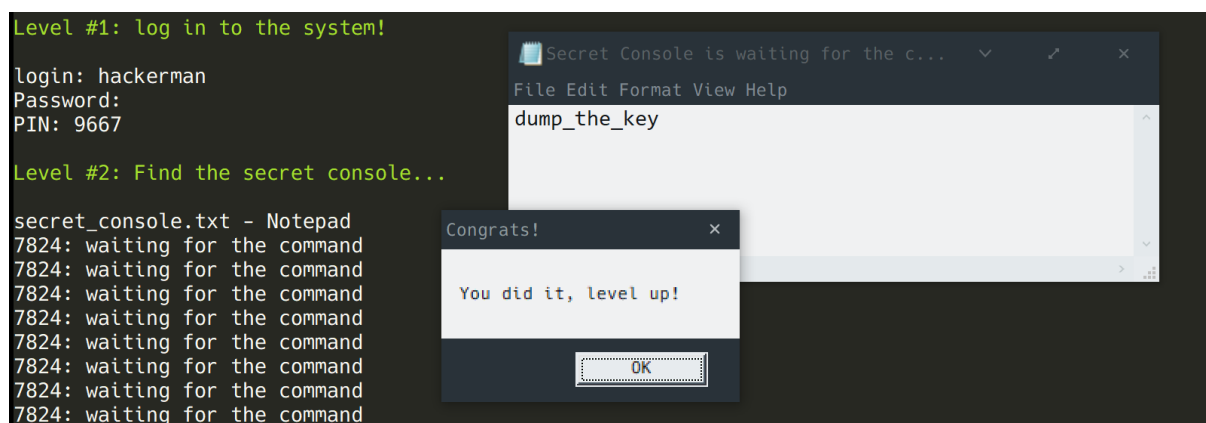 Level #1: log in to the system!
login: hackerman
Password:
PIN: 9667
Level #2: Find the secret console...
secret_console.txt – Notepad
7824: waiting for the command
7824: waiting for the command
7824: waiting for the command
7824: waiting for the command
7824: waiting for the command
7824: waiting for the command
7824: waiting for the command
7824: waiting for the command
Secret Console is waiting for the c...
File Edit Format View Help
dump_the_key
Congrats!
You did it, level up!
OK